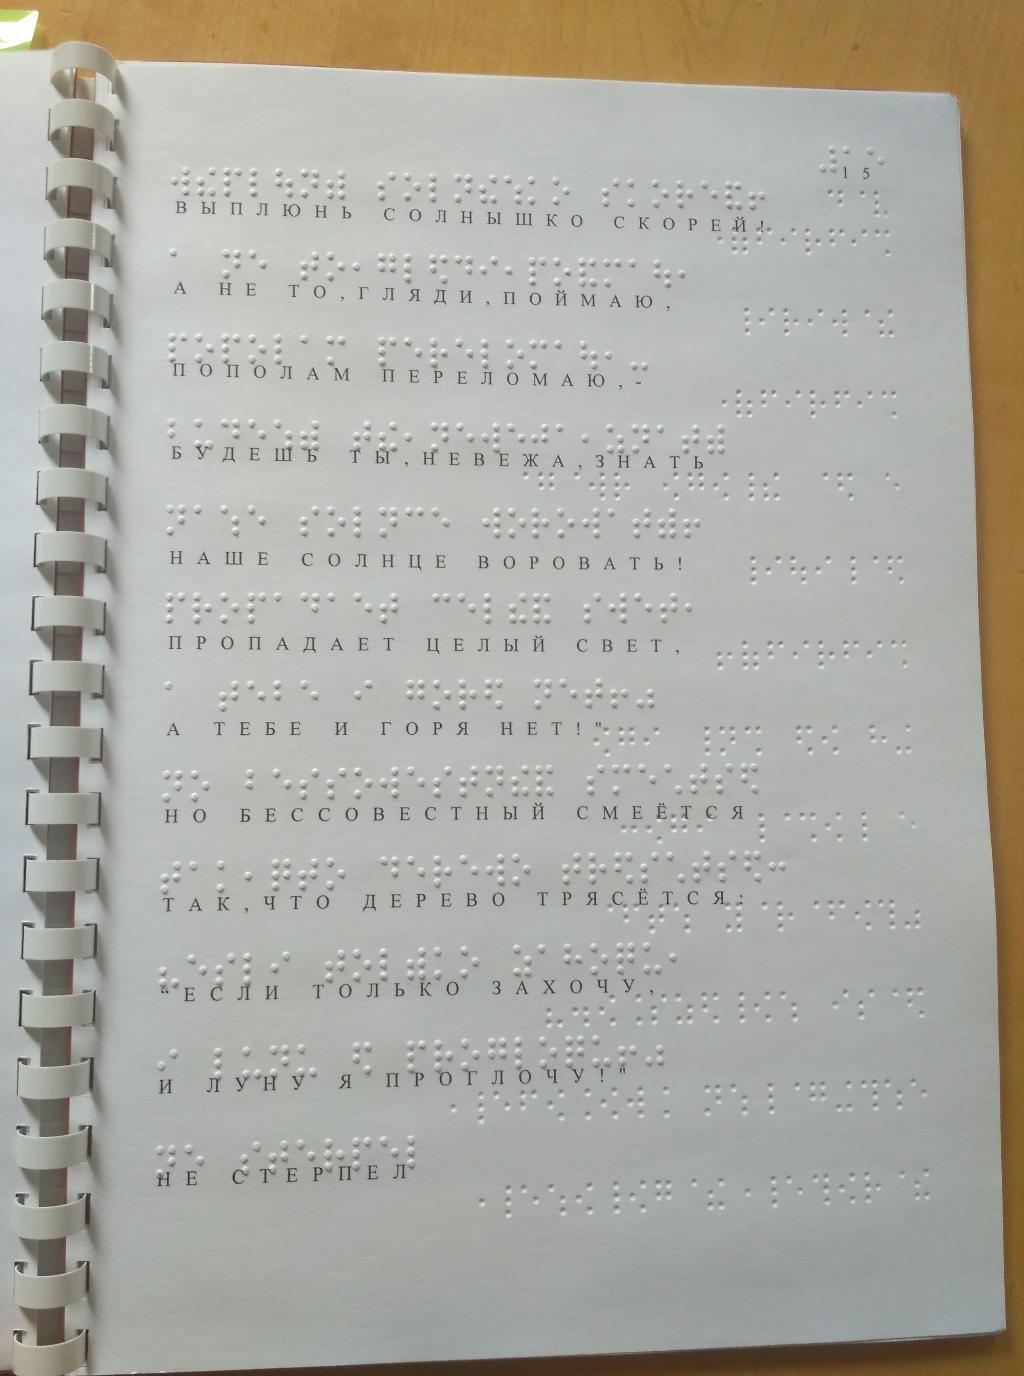 15
ВЫПЛЮНЬ СОЛНЫШКО СКОРЕЙ!
А НЕ ТО,ГЛЯДИ,ПОЙМАЮ,
ПОПОЛАМ ПЕРЕЛОМАЮ,-
БУДЕШЬ ТЫ,НЕВЕЖА,ЗНАТЬ
НАШЕ СОЛНЦЕ ВОРОВАТЬ!
ПРОПАДАЕТ ЦЕЛЫЙ СВЕТ,
А ТЕБЕ И ГОРЯ НЕТ!"
НО БЕССОВЕСТНЫЙ СМЕЁТСЯ
ТАК,ЧТО ДЕРЕВО ТРЯСЁТСЯ:
"ЕСЛИ ТОЛЬКО ЗАХОЧУ,
И ЛУНУ Я ПРОГЛОЧУ!"
НЕ СТЕРПЕЛ